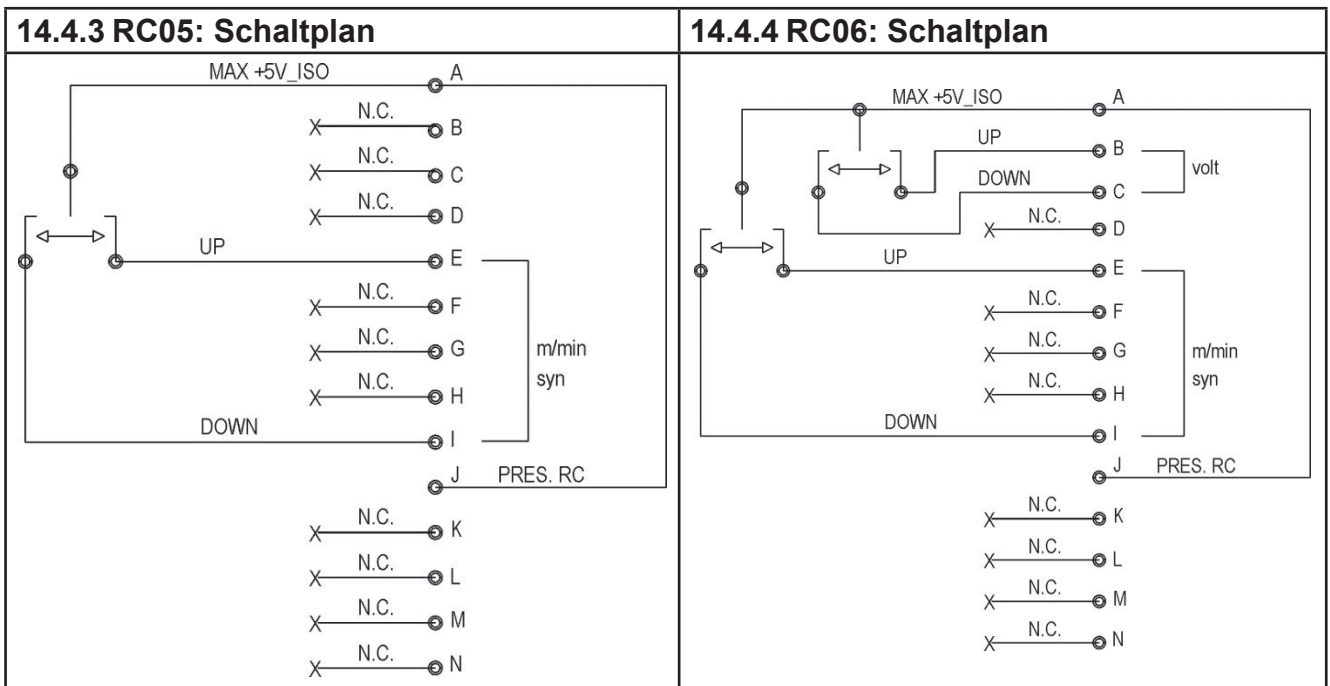 14.4.3 RC05: Schaltplan
MAX +5V_ISO A
N.C. B
N.C. C
N.C. D
UP E
N.C. F
N.C. G
m/min
syn
N.C. H
DOWN I
J PRES. RC
N.C. K
N.C. L
N.C. M
N.C. N
14.4.4 RC06: Schaltplan
MAX +5V_ISO A
UP B
volt
DOWN C
N.C. D
UP E
N.C. F
N.C. G
m/min
syn
N.C. H
DOWN I
J PRES. RC
N.C. K
N.C. L
N.C. M
N.C. N